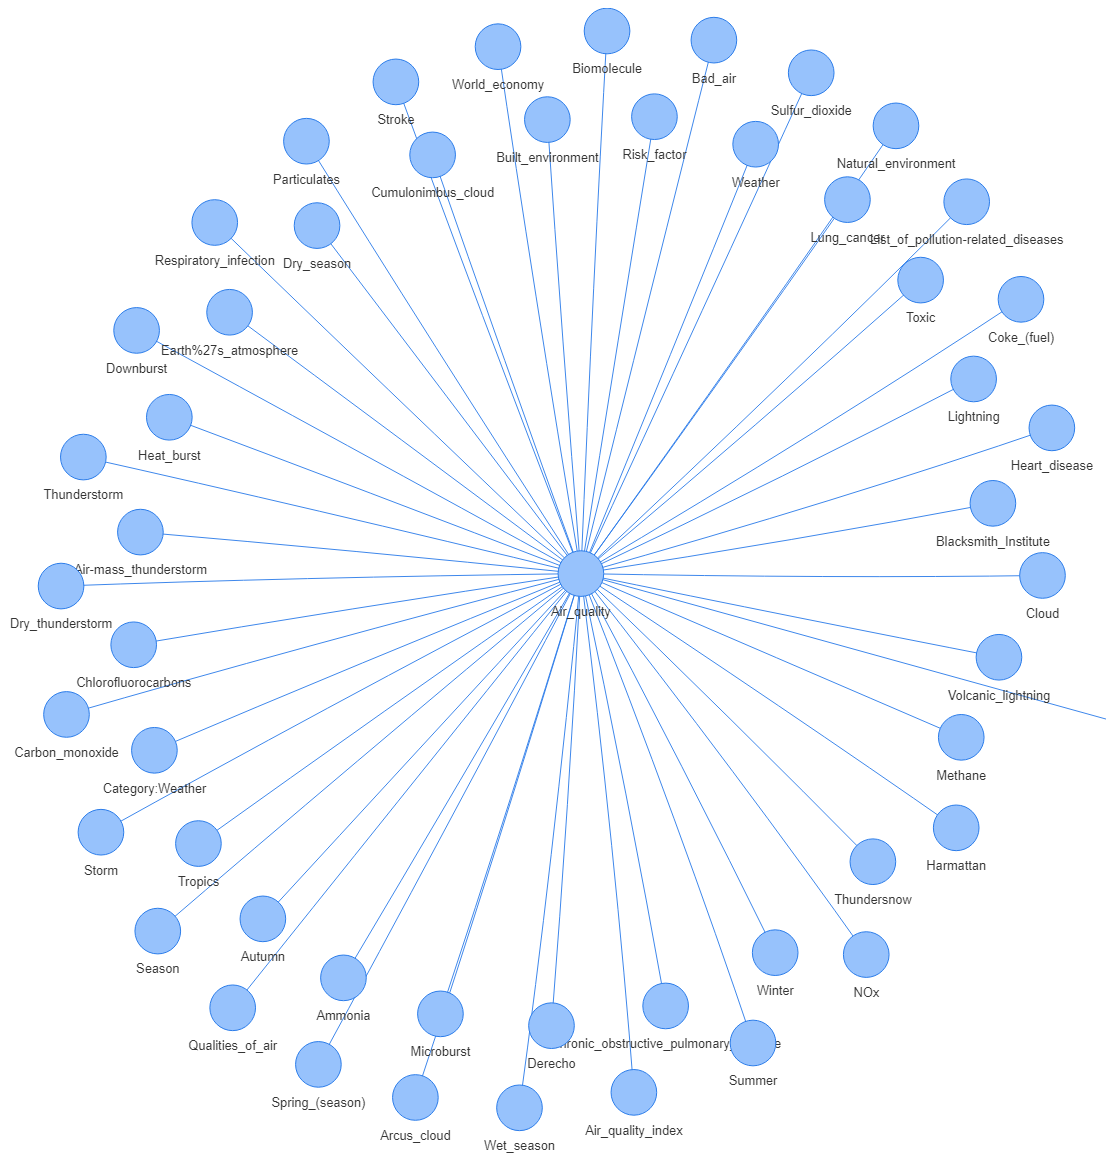 Biomolecule
Bad_air
World_economy
Sulfur_dioxide
Stroke
Risk_factor
Built_environment
Natural_environment
Particulates
Weather
Cumulonimbus_cloud
Lung_cancer
List_of_pollution-related_diseases
Respiratory_infection
Dry_season
Toxic
Coke_(fuel)
Earth%27s_atmosphere
Downburst
Lightning
Heat_burst
Heart_disease
Thunderstorm
Blacksmith_Institute
Air-mass_thunderstorm
Air_quality
Cloud
Dry_thunderstorm
Chlorofluorocarbons
Volcanic_lightning
Carbon_monoxide
Methane
Category:Weather
Harmattan
Storm
Tropics
Thundersnow
Autumn
Season
Winter
NOx
Ammonia
Qualities_of_air
Chronic_obstructive_pulmonary
Microburst
Derecho
Summer
Spring_(season)
Air_quality_index
Arcus_cloud
Wet_season